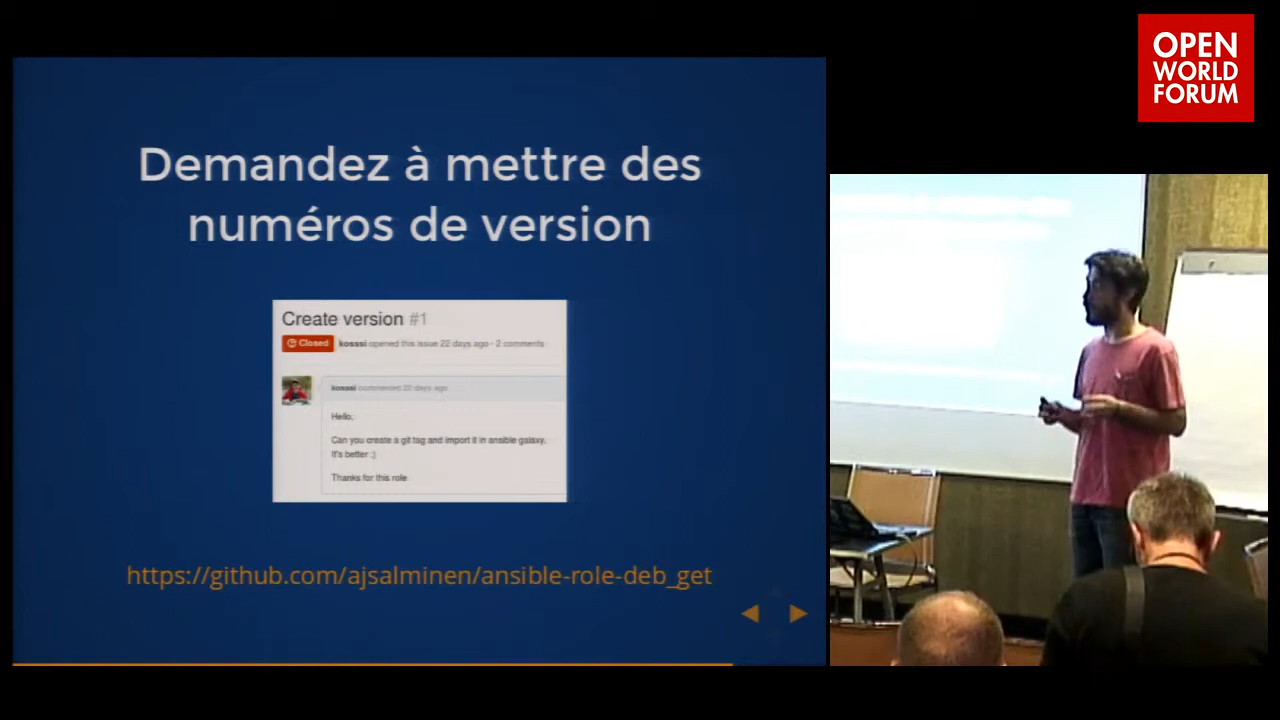 OPEN
WORLD
FORUM
Demandez à mettre des
numéros de version
Create version #1
Closed kosssi opened this issue 22 days ago · 2 comments
kosssi commented 22 days ago
Hello,
Can you create a git tag and import it in ansible galaxy.
It's better :)
Thanks for this role
https://github.com/ajsalminen/ansible-role-deb_get